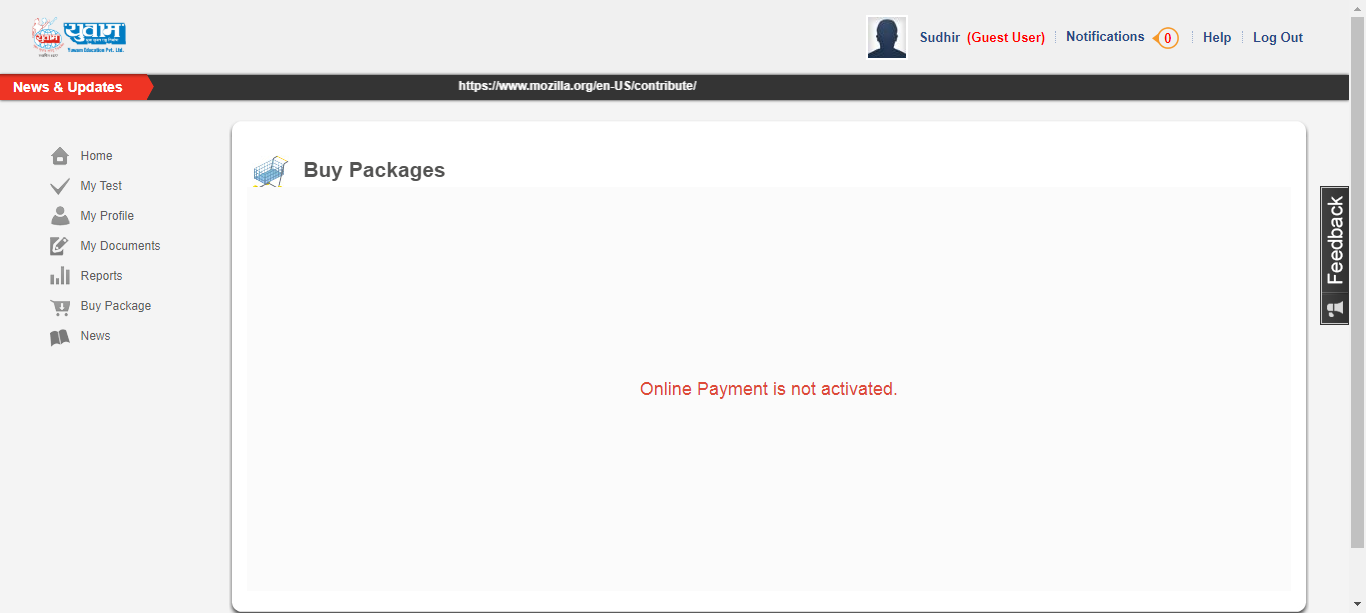 युवाम
Yuwam Education Pvt. Ltd.
Sudhir (Guest User)
Notifications 0
Help
Log Out
News & Updates
https://www.mozilla.org/en-US/contribute/
Home
My Test
My Profile
My Documents
Reports
Buy Package
News
Buy Packages
Online Payment is not activated.
Feedback